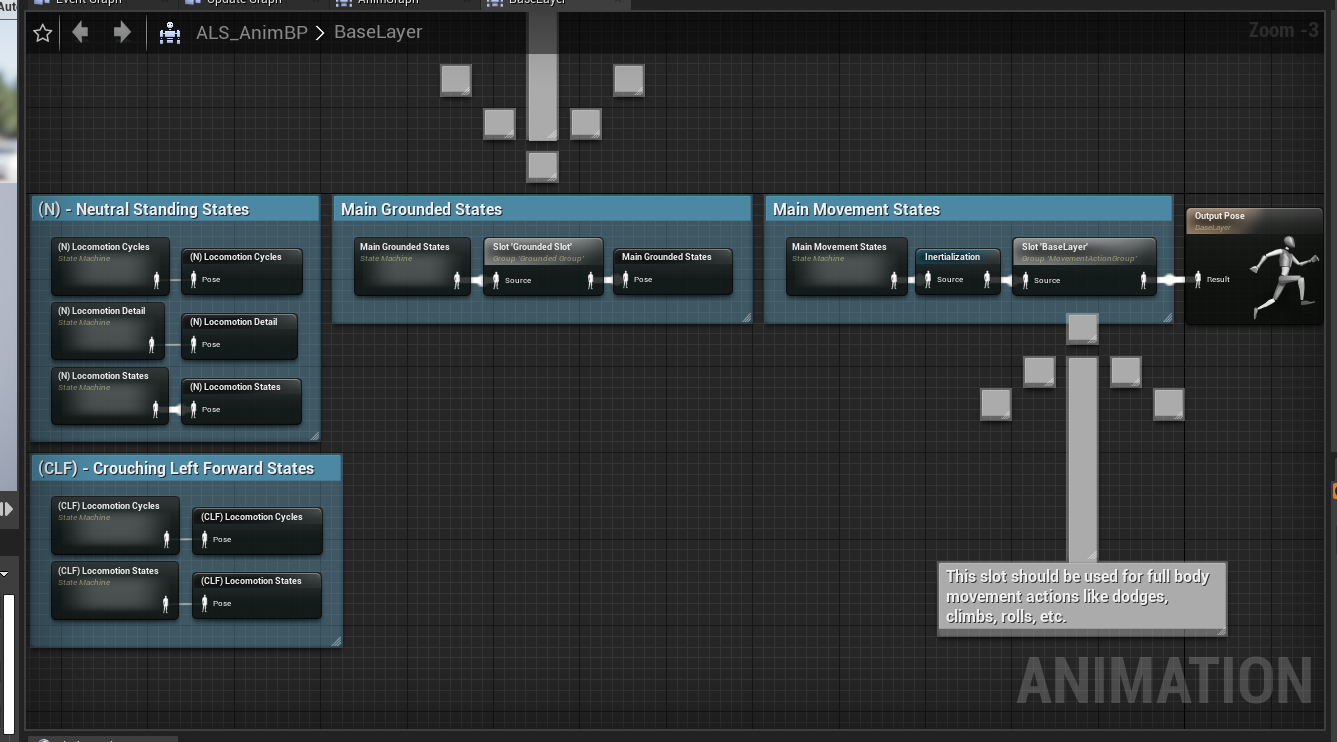 Event Graph
Update Graph
AnimGraph
BaseLayer
ALS_AnimBP > BaseLayer
Zoom -3
(N) - Neutral Standing States
(N) Locomotion Cycles
State Machine
(N) Locomotion Cycles
Pose
(N) Locomotion Detail
State Machine
(N) Locomotion Detail
Pose
(N) Locomotion States
State Machine
(N) Locomotion States
Pose
Main Grounded States
Main Grounded States
State Machine
Slot 'Grounded Slot'
Group 'Grounded Group'
Source
Main Grounded States
Pose
Main Movement States
Main Movement States
State Machine
Inertialization
Source
Slot 'BaseLayer'
Group 'MovementActionGroup'
Source
Output Pose
BaseLayer
Result
(CLF) - Crouching Left Forward States
(CLF) Locomotion Cycles
State Machine
(CLF) Locomotion Cycles
Pose
(CLF) Locomotion States
State Machine
(CLF) Locomotion States
Pose
This slot should be used for full body
movement actions like dodges,
climbs, rolls, etc.
ANIMATION